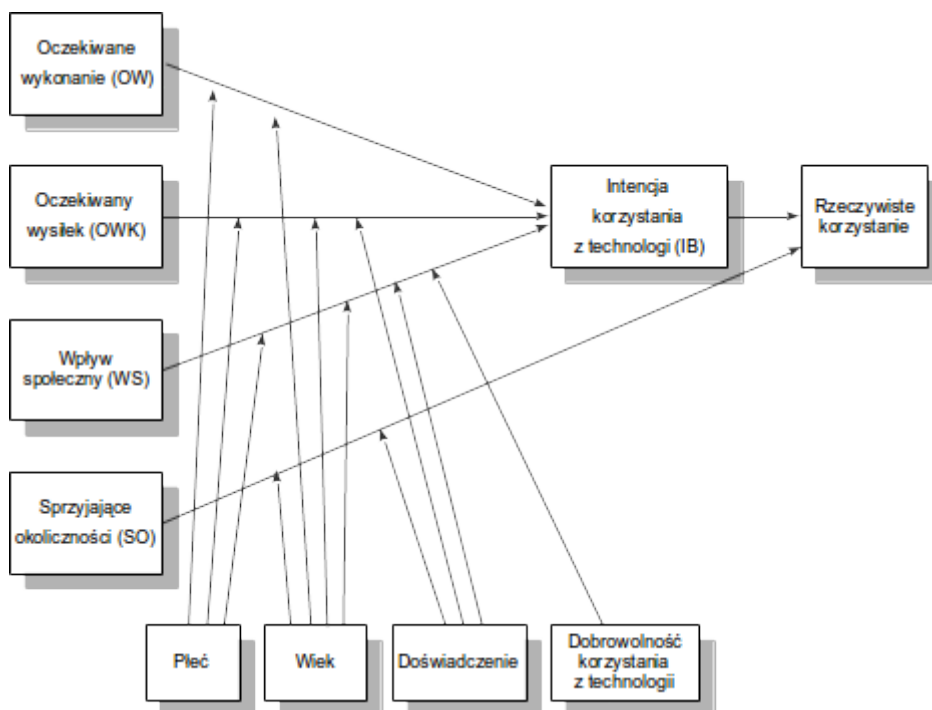 Oczekiwane
wykonanie (OW)
Oczekiwany
wysiłek (OWK)
Intencja
korzystania
z technologi (IB)
Rzeczywiste
korzystanie
Wpływ
społeczny (WS)
Sprzyjające
okoliczności (SO)
Płeć
Wiek
Doświadczenie
Dobrowolność
korzystania
z technologii